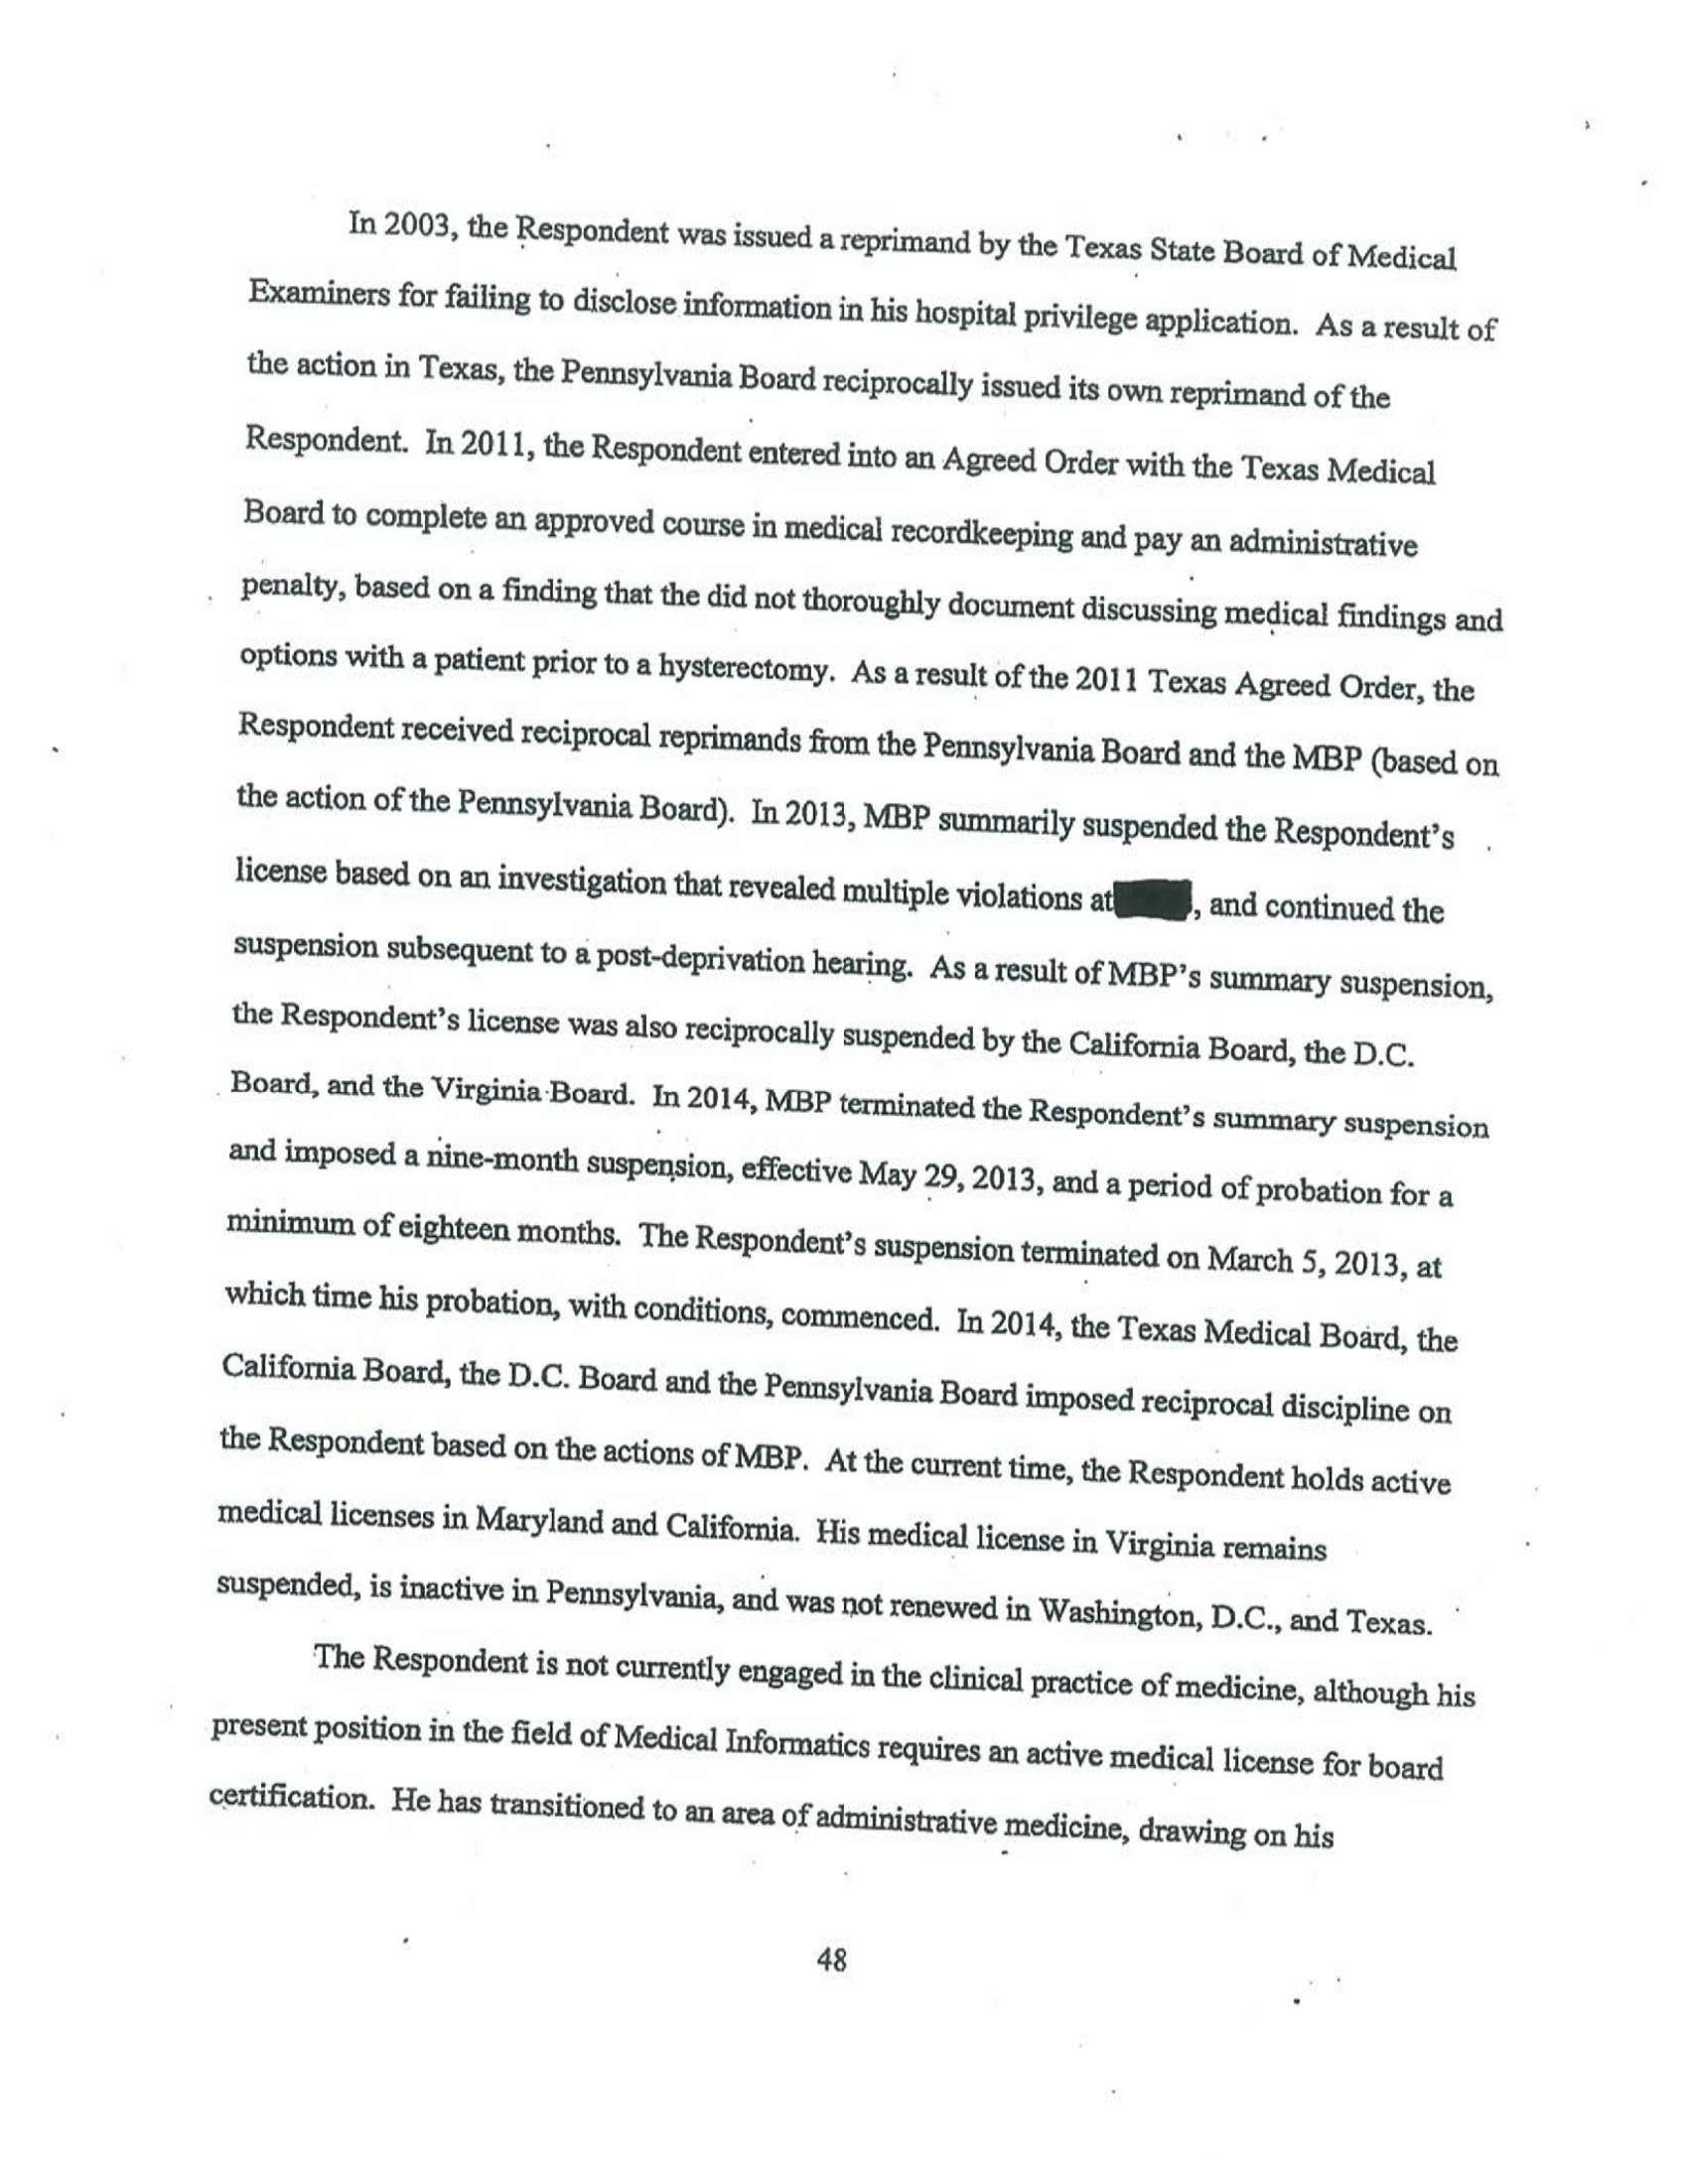 In 2003, the Respondent was issued a reprimand by the Texas State Board of Medical
Examiners for failing to disclose information in his hospital privilege application. As a result of
the action in Texas, the Pennsylvania Board reciprocally issued its own reprimand of the
Respondent. In 2011, the Respondent entered into an Agreed Order with the Texas Medical
Board to complete an approved course in medical recordkeeping and pay an administrative
penalty, based on a finding that the did not thoroughly document discussing medical findings and
options with a patient prior to a hysterectomy. As a result of the 2011 Texas Agreed Order, the
Respondent received reciprocal reprimands from the Pennsylvania Board and the MBP (based on
the action of the Pennsylvania Board). In 2013, MBP summarily suspended the Respondent's
license based on an investigation that revealed multiple violations at , and continued the
suspension subsequent to a post-deprivation hearing. As a result of MBP's summary suspension,
the Respondent's license was also reciprocally suspended by the California Board, the D.C.
Board, and the Virginia Board. In 2014, MBP terminated the Respondent's summary suspension
and imposed a nine-month suspension, effective May 29, 2013, and a period of probation for a
minimum of eighteen months. The Respondent's suspension terminated on March 5, 2013, at
which time his probation, with conditions, commenced. In 2014, the Texas Medical Board, the
California Board, the D.C. Board and the Pennsylvania Board imposed reciprocal discipline on
the Respondent based on the actions of MBP. At the current time, the Respondent holds active
medical licenses in Maryland and California. His medical license in Virginia remains
suspended, is inactive in Pennsylvania, and was not renewed in Washington, D.C., and Texas.
The Respondent is not currently engaged in the clinical practice of medicine, although his
present position in the field of Medical Informatics requires an active medical license for board
certification. He has transitioned to an area of administrative medicine, drawing on his
48